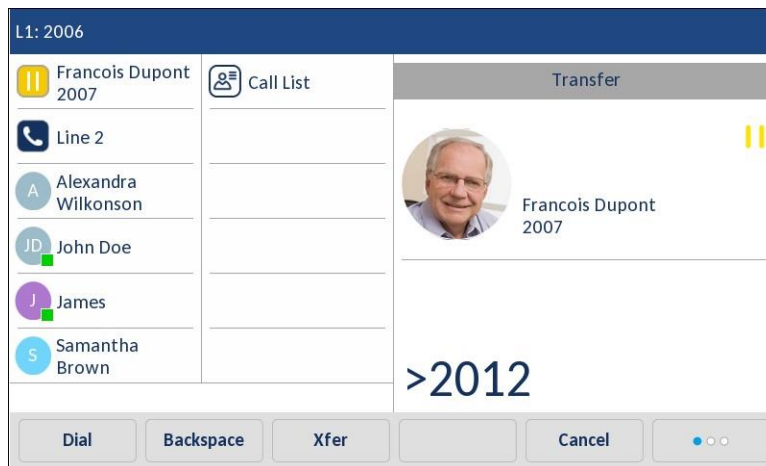 L1: 2006
Francois Dupont
2007
Line 2
A
Alexandra
Wilkonson
JD
John Doe
J
James
S
Samantha
Brown
Call List
Transfer
Francois Dupont
2007
>2012
Dial
Backspace
Xfer
Cancel